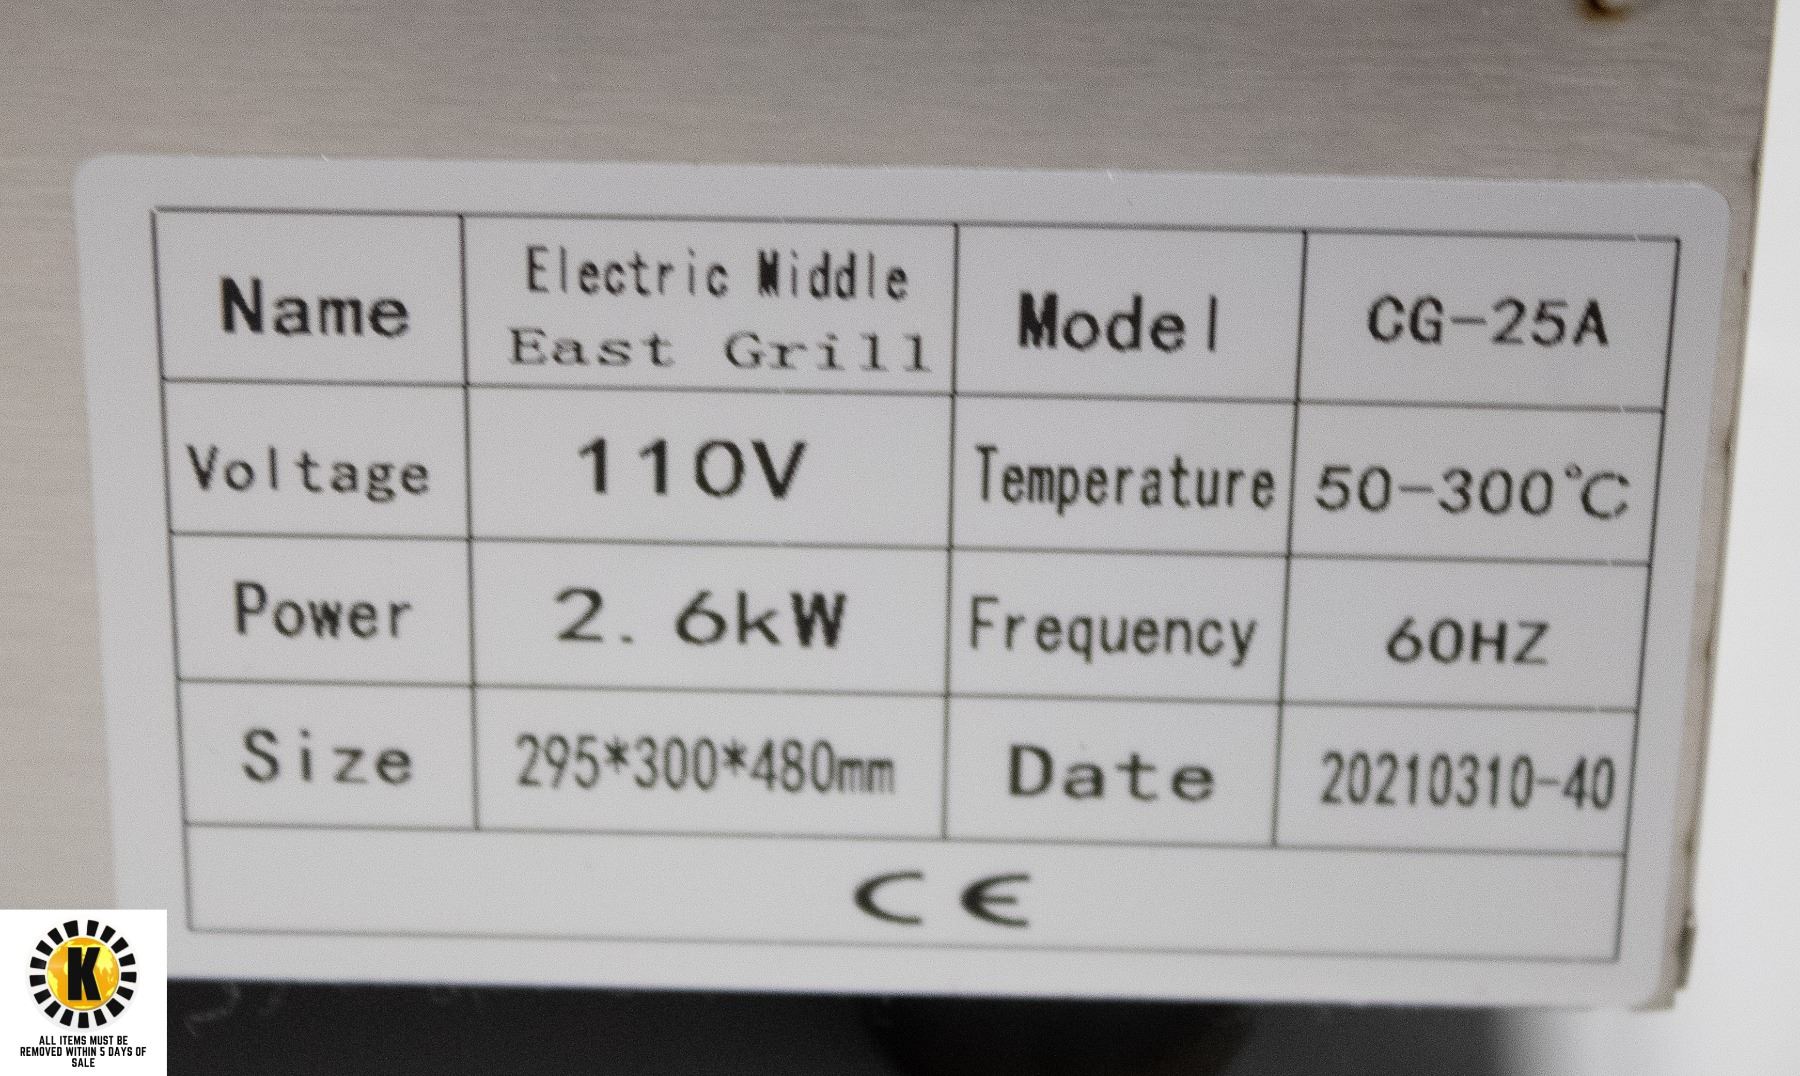 Name Electric Middle East Grill Model CG-25A
Voltage 110V Temperature 50-300℃
Power 2.6kW Frequency 60HZ
Size 295*300*480mm Date 20210310-40
CE
K
ALL ITEMS MUST BE
REMOVED WITHIN 5 DAYS OF
SALE